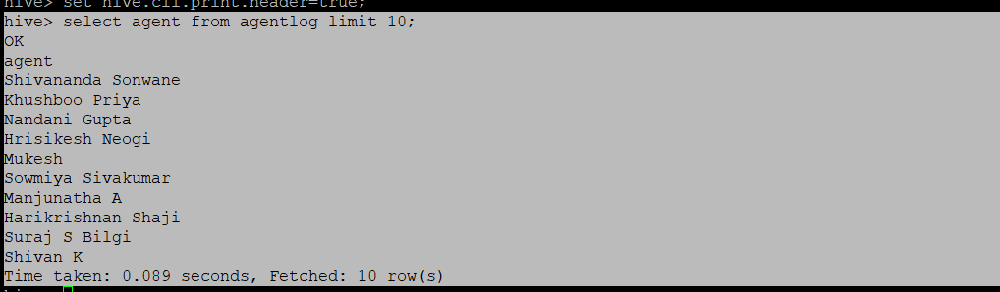 hive> set hive.cli.print.header=true;
hive> select agent from agentlog limit 10;
OK
agent
Shivananda Sonwane
Khushboo Priya
Nandani Gupta
Hrisikesh Neogi
Mukesh
Sowmiya Sivakumar
Manjunatha A
Harikrishnan Shaji
Suraj S Bilgi
Shivan K
Time taken: 0.089 seconds, Fetched: 10 row(s)